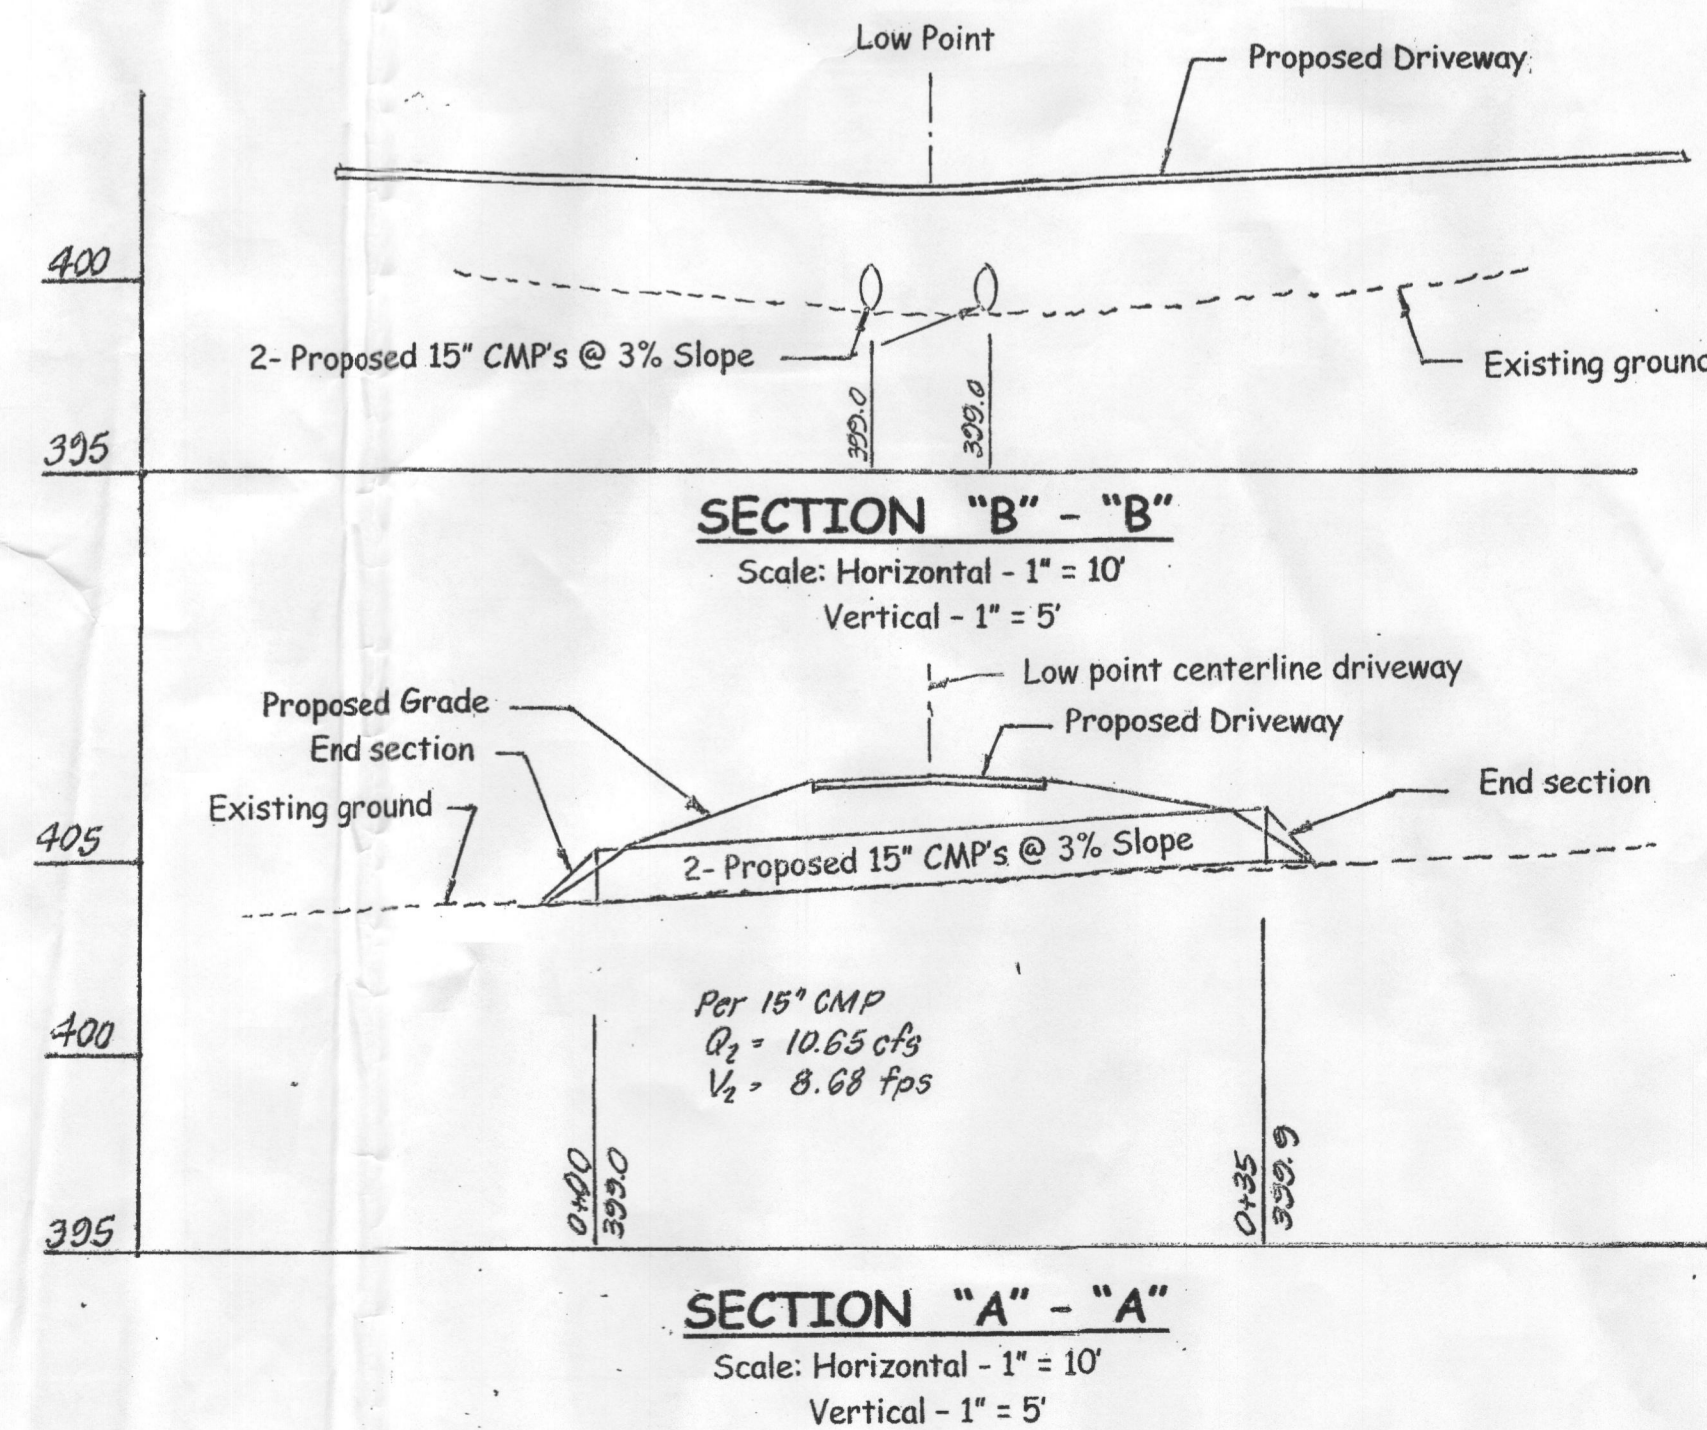 Low Point
Proposed Driveway
400
2- Proposed 15" CMP's @ 3% Slope
Existing ground
395
399.0
399.0
SECTION "B" - "B"
Scale: Horizontal - 1" = 10'
Vertical - 1" = 5'
Low point centerline driveway
Proposed Grade
Proposed Driveway
End section
End section
Existing ground
405
2- Proposed 15" CMP's @ 3% Slope
Per 15" CMP
Q2 = 10.65 cfs
V2 = 8.68 fps
400
0+00
399.0
0+35
399.9
395
SECTION "A" - "A"
Scale: Horizontal - 1" = 10'
Vertical - 1" = 5'